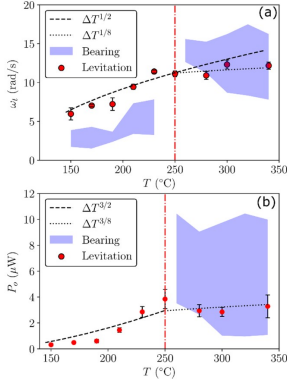 (a)
ΔT^{1/2}
ΔT^{1/8}
Bearing
Levitation
ω_t (rad/s)
20
15
10
5
0
150 200 250 300 350
T (°C)
(b)
ΔT^{3/2}
ΔT^{3/8}
Bearing
Levitation
P_o (μW)
12
10
8
6
4
2
0
150 200 250 300 350
T (°C)